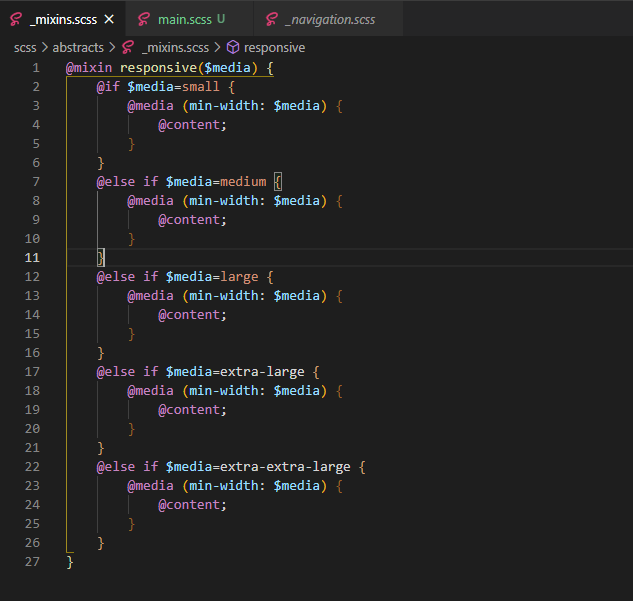 _mixins.scss ×  main.scss U  _navigation.scss
scss > abstracts > _mixins.scss > responsive
1 @mixin responsive($media) {
2 @if $media=small {
3 @media (min-width: $media) {
4 @content;
5 }
6 }
7 @else if $media=medium {
8 @media (min-width: $media) {
9 @content;
10 }
11 }
12 @else if $media=large {
13 @media (min-width: $media) {
14 @content;
15 }
16 }
17 @else if $media=extra-large {
18 @media (min-width: $media) {
19 @content;
20 }
21 }
22 @else if $media=extra-extra-large {
23 @media (min-width: $media) {
24 @content;
25 }
26 }
27 }